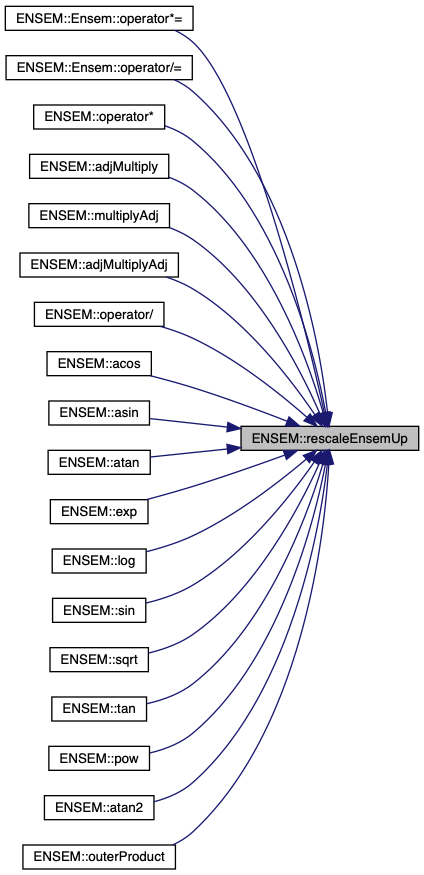 ENSEM::Ensem::operator*=
ENSEM::Ensem::operator/=
ENSEM::operator*
ENSEM::adjMultiply
ENSEM::multiplyAdj
ENSEM::adjMultiplyAdj
ENSEM::operator/
ENSEM::acos
ENSEM::asin
ENSEM::rescaleEnsemUp
ENSEM::atan
ENSEM::exp
ENSEM::log
ENSEM::sin
ENSEM::sqrt
ENSEM::tan
ENSEM::pow
ENSEM::atan2
ENSEM::outerProduct